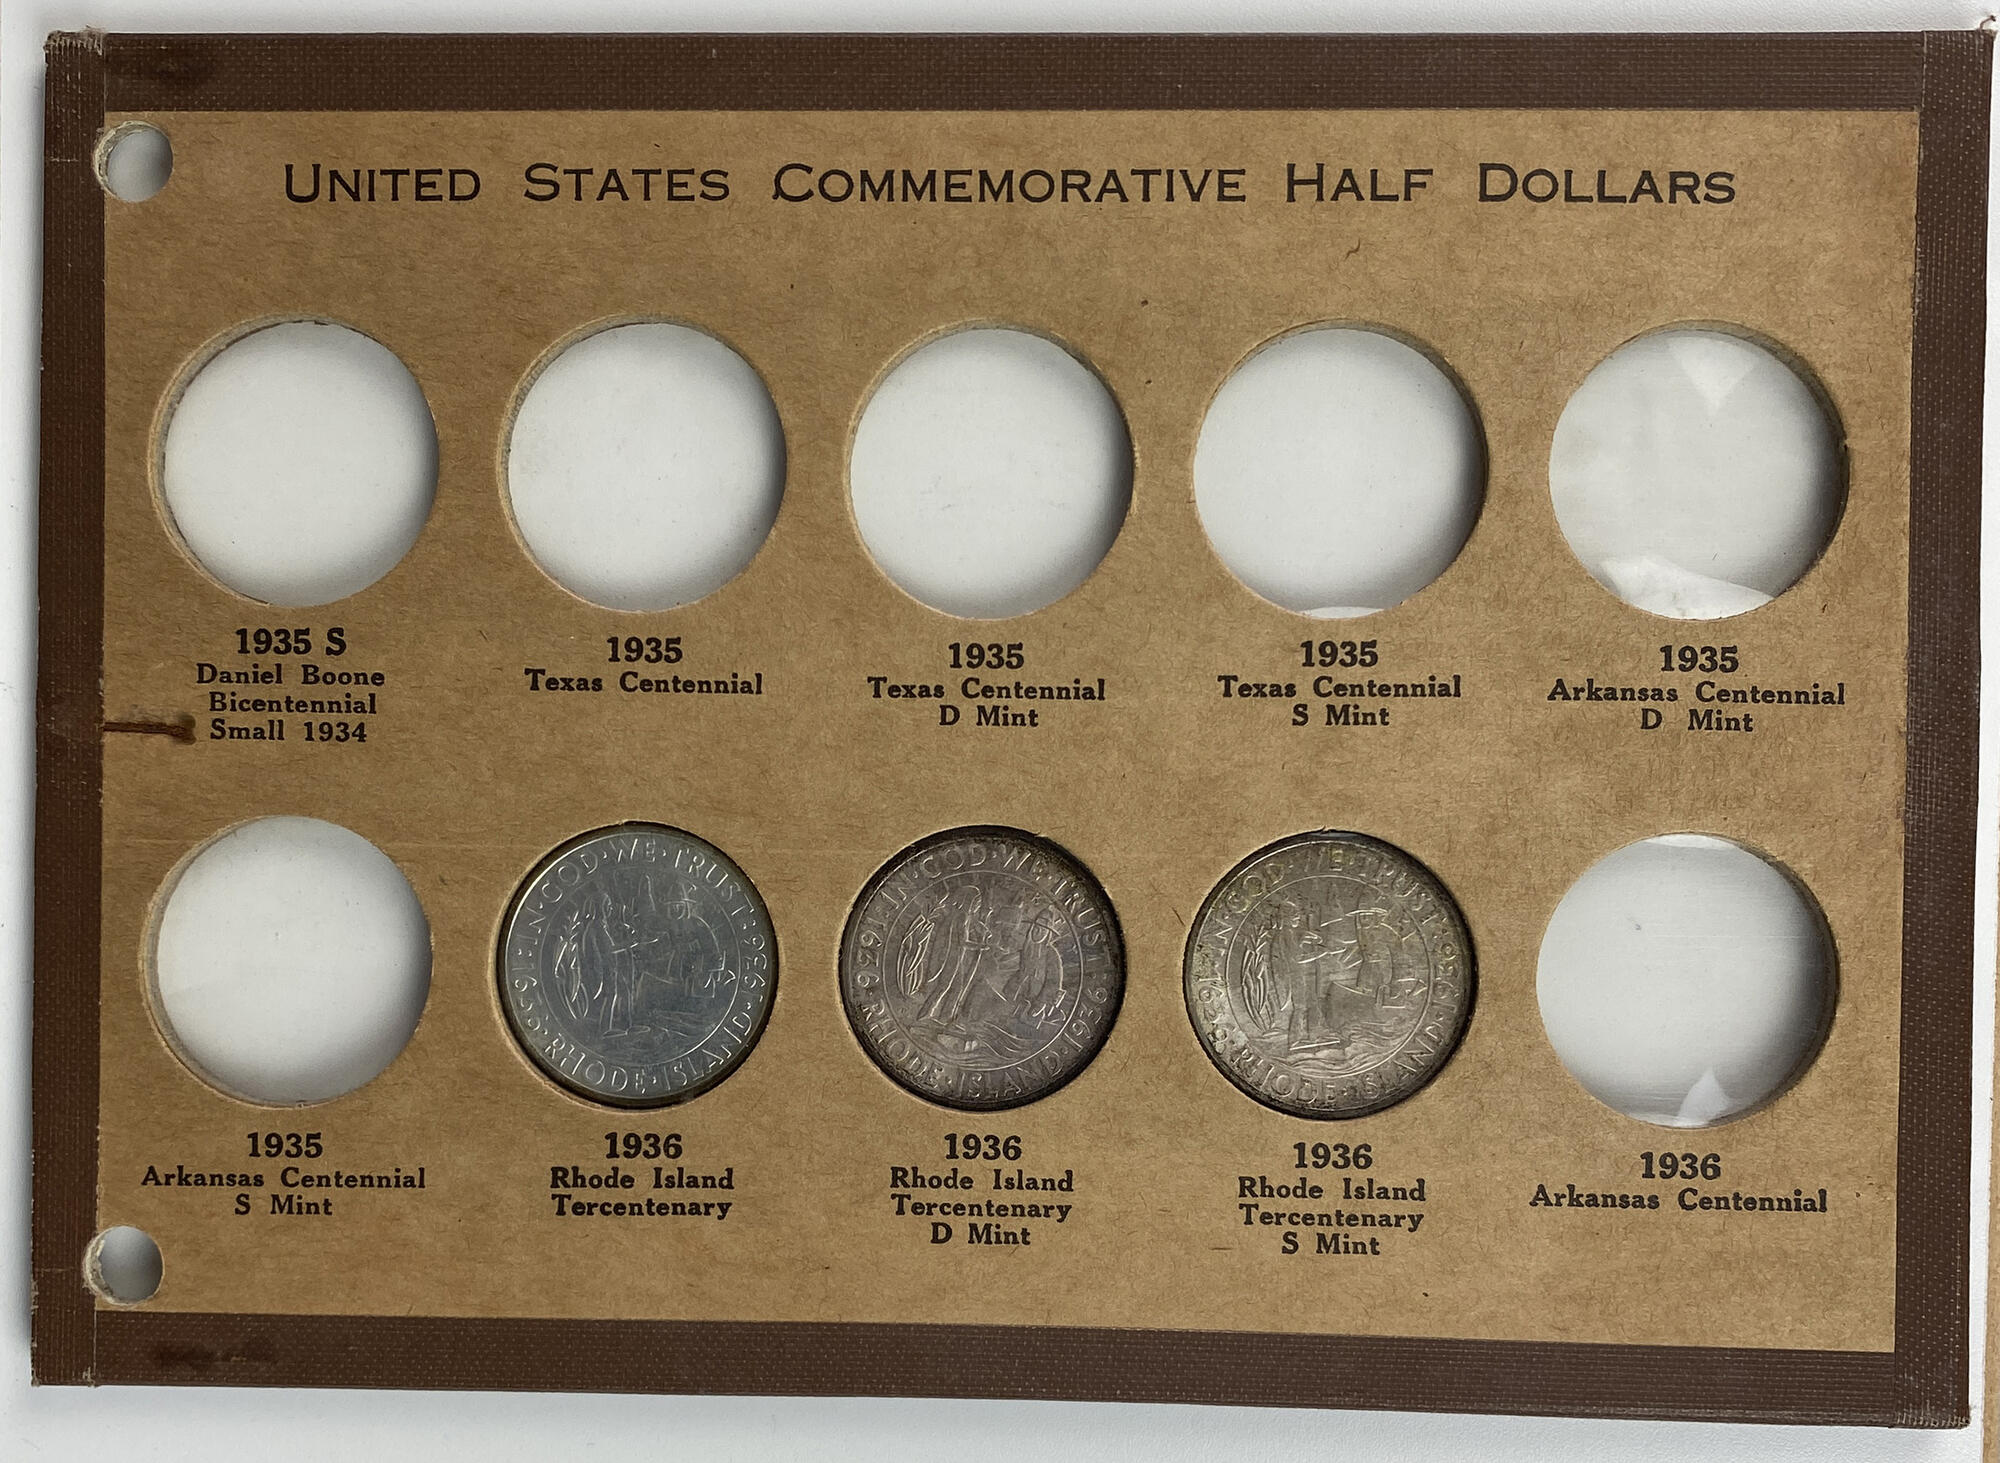 UNITED STATES COMMEMORATIVE HALF DOLLARS
1935 S
Daniel Boone
Bicentennial
Small 1934
1935
Texas Centennial
1935
Texas Centennial
D Mint
1935
Texas Centennial
S Mint
1935
Arkansas Centennial
D Mint
1935
Arkansas Centennial
S Mint
IN·GOD·WE·TRUST·1936·RHODE·ISLAND·1636
1936
Rhode Island
Tercentenary
IN·GOD·WE·TRUST·1936·RHODE·ISLAND·1636
1936
Rhode Island
Tercentenary
D Mint
IN·GOD·WE·TRUST·1936·RHODE·ISLAND·1636
1936
Rhode Island
Tercentenary
S Mint
1936
Arkansas Centennial